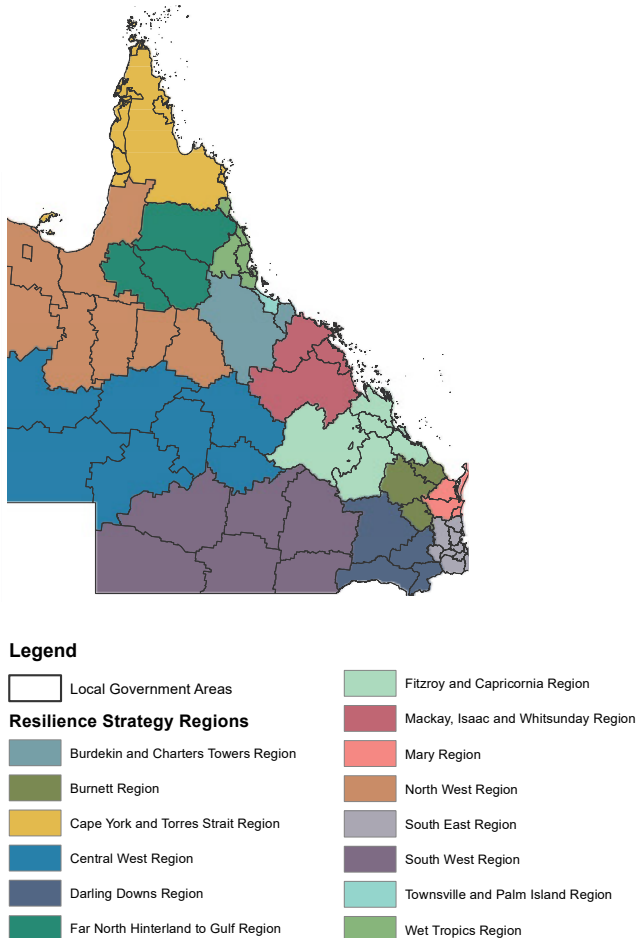 Legend
Local Government Areas
Resilience Strategy Regions
Burdekin and Charters Towers Region
Burnett Region
Cape York and Torres Strait Region
Central West Region
Darling Downs Region
Far North Hinterland to Gulf Region
Fitzroy and Capricornia Region
Mackay, Isaac and Whitsunday Region
Mary Region
North West Region
South East Region
South West Region
Townsville and Palm Island Region
Wet Tropics Region